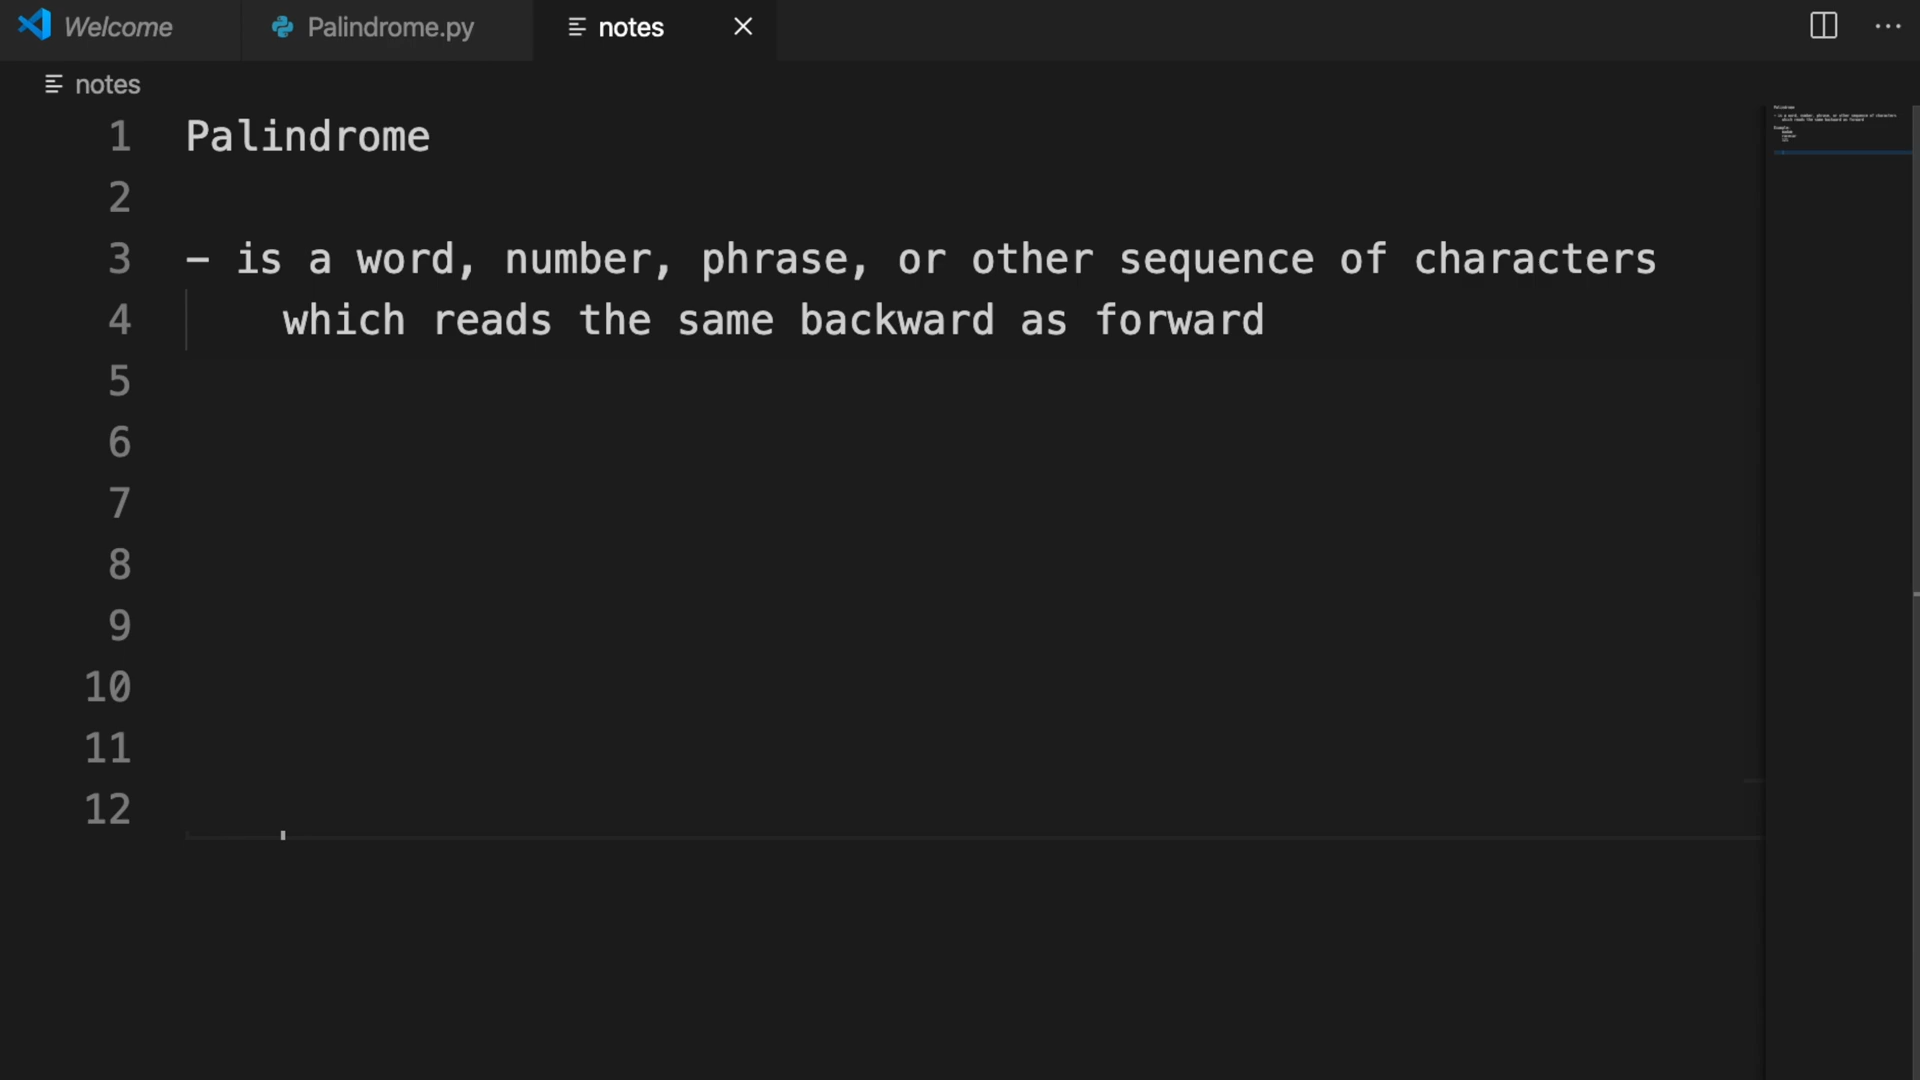 Welcome
Palindrome.py
notes
notes
1 Palindrome
2
3 – is a word, number, phrase, or other sequence of characters
4 which reads the same backward as forward
5
6
7
8
9
10
11
12